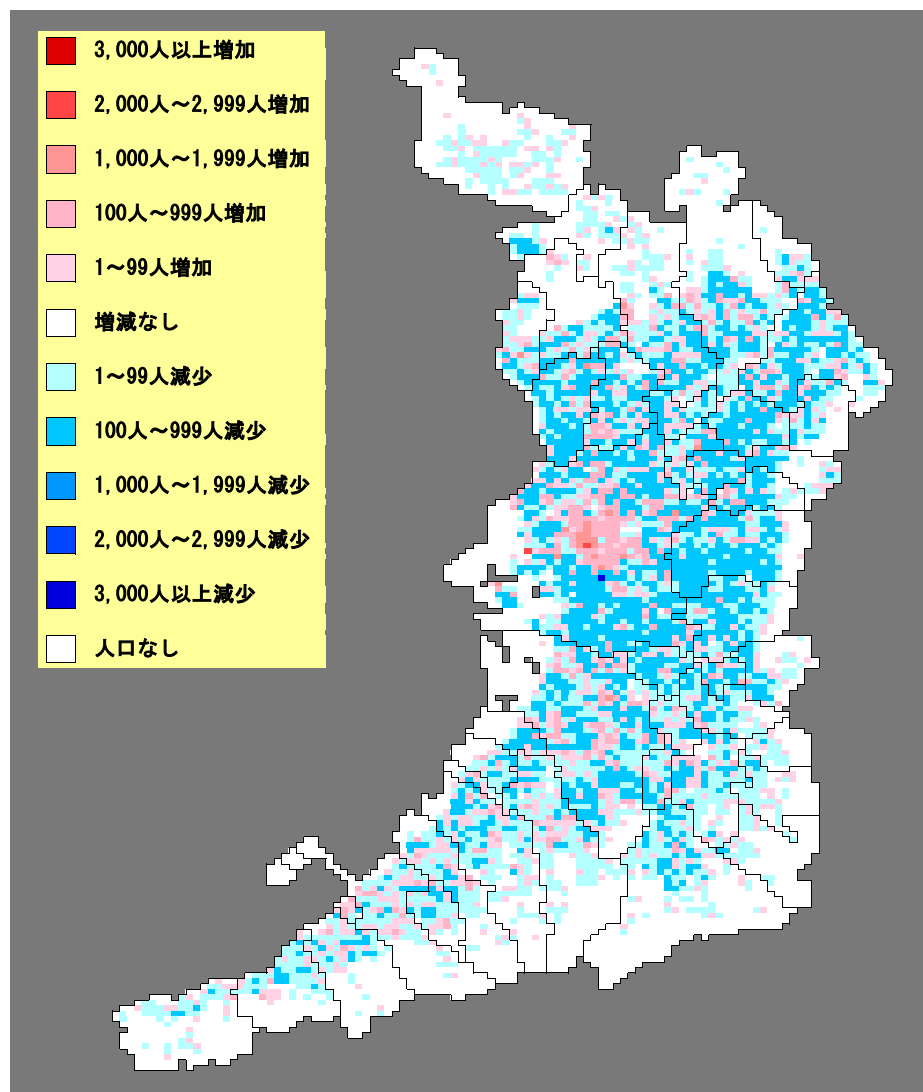 3,000人以上増加
2,000人～2,999人増加
1,000人～1,999人増加
100人～999人増加
1～99人増加
増減なし
1～99人減少
100人～999人減少
1,000人～1,999人減少
2,000人～2,999人減少
3,000人以上減少
人口なし